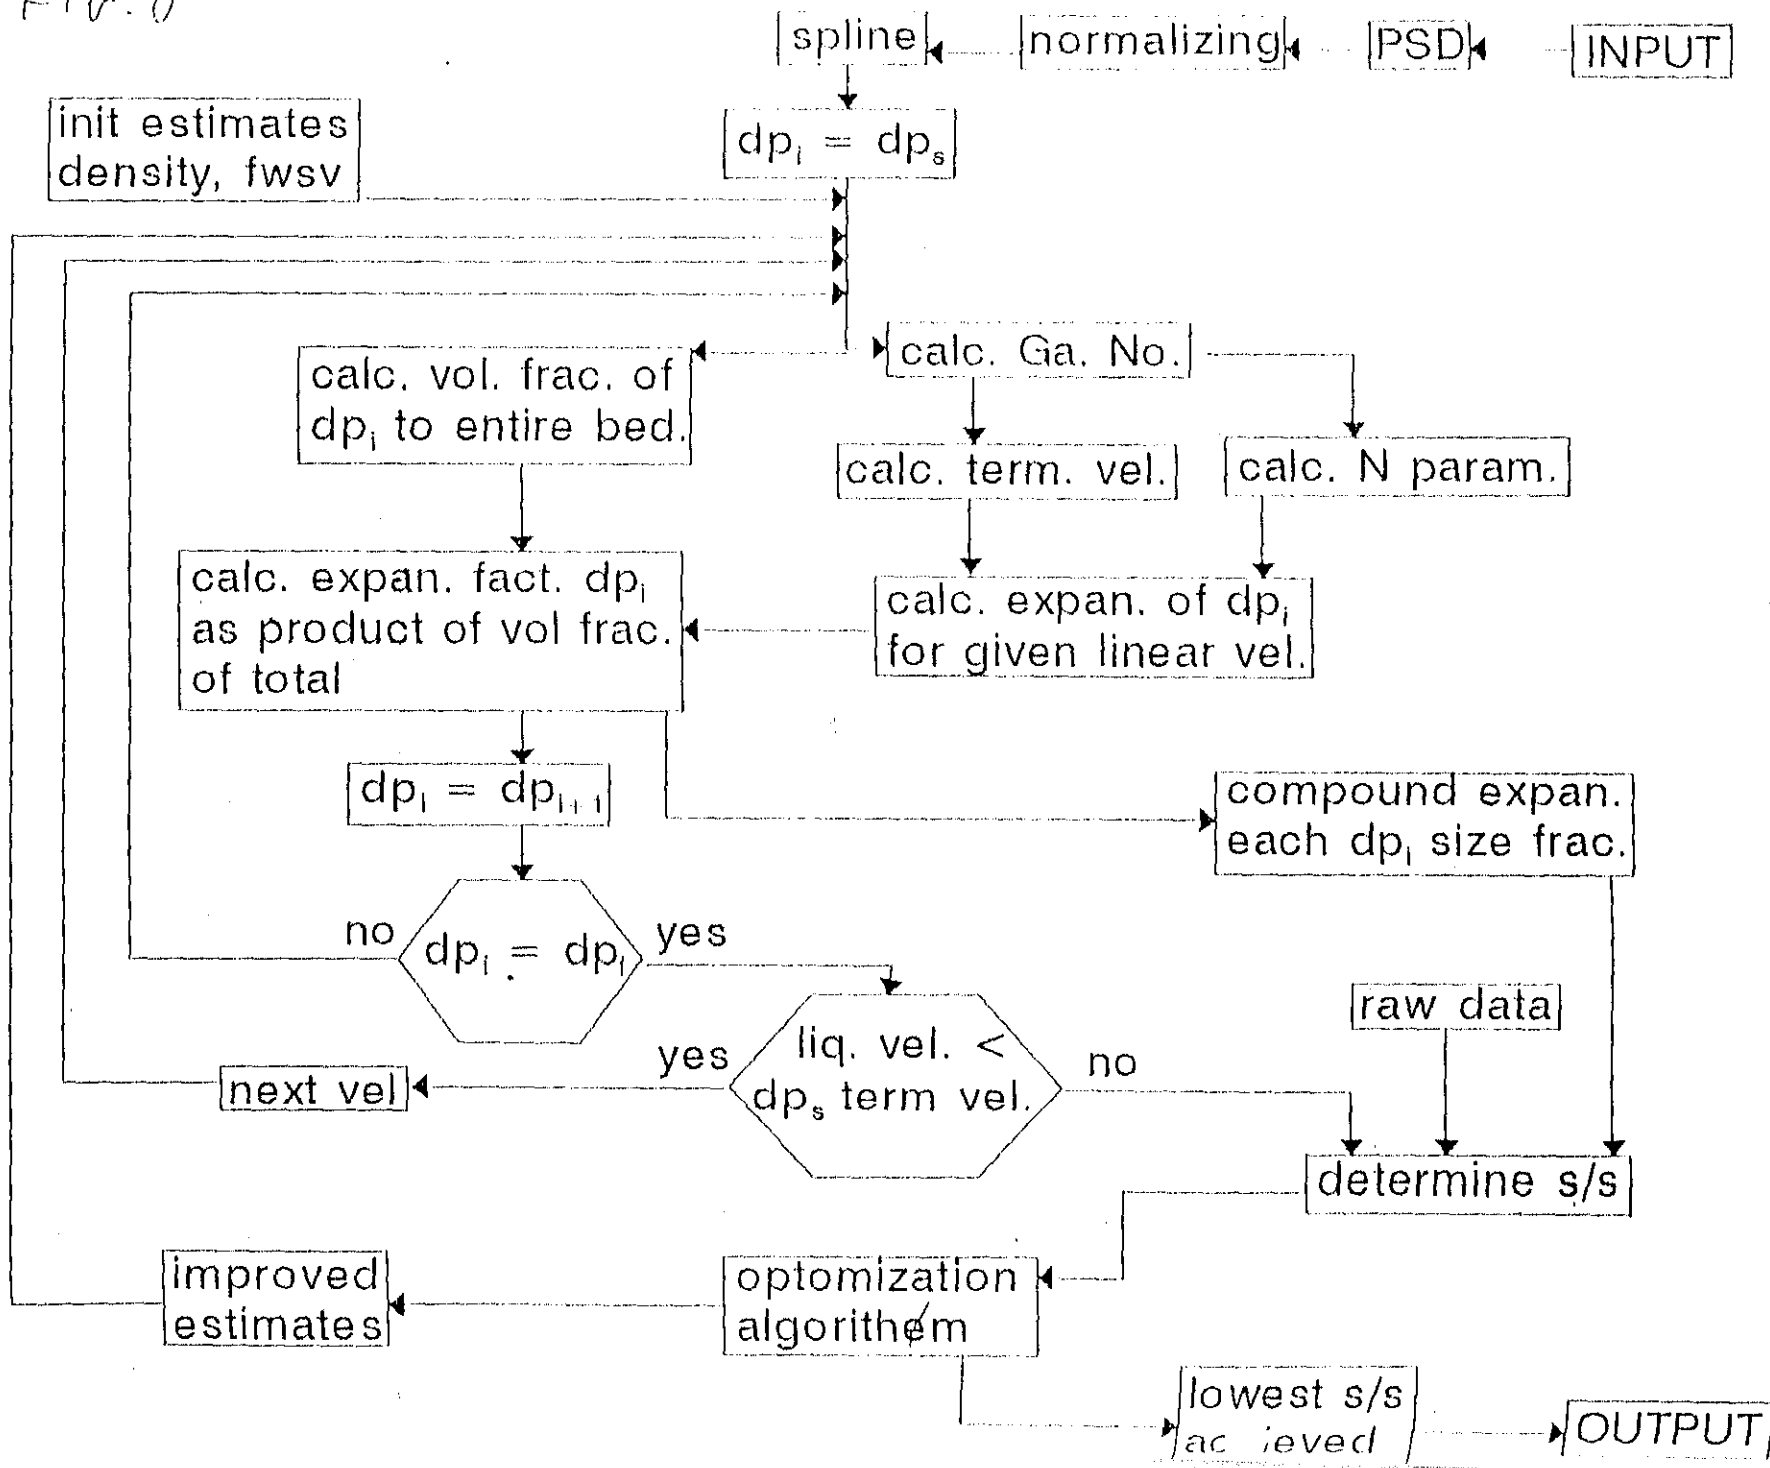 Fig.
spline
normalizing
PSD
INPUT
init estimates
density, fwsv
dpᵢ = dpₛ
calc. vol. frac. of
dpᵢ to entire bed.
calc. Ga. No.
calc. term. vel.
calc. N param.
calc. expan. fact. dpᵢ
as product of vol frac.
of total
calc. expan. of dpᵢ
for given linear vel.
dpᵢ = dpᵢ₊₁
compound expan.
each dpᵢ size frac.
no
dpᵢ = dpₗ
yes
raw data
liq. vel. <
dpₛ term vel.
yes
no
next vel
determine s/s
improved
estimates
optomization
algorithem
lowest s/s
OUTPUT